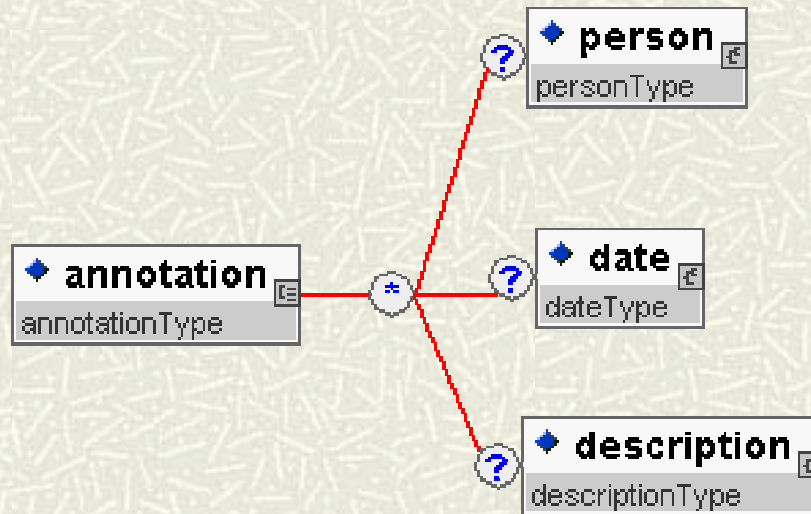 person
personType
?
annotation
annotationType
*
?
date
dateType
?
description
descriptionType